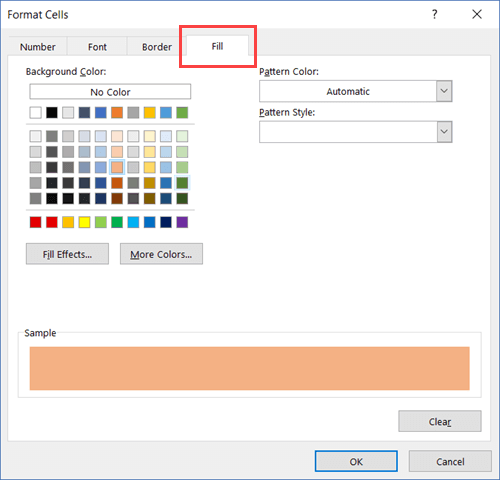 Format Cells
?
Number Font Border Fill
Background Color:
No Color
Pattern Color:
Automatic
Pattern Style:
Fill Effects...
More Colors...
Sample
Clear
OK Cancel